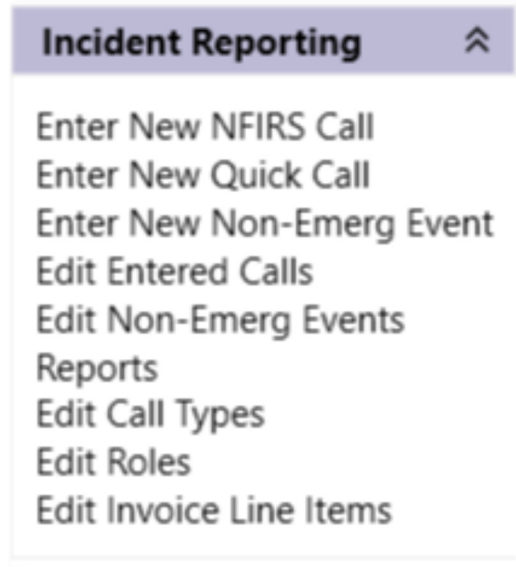 Incident Reporting
Enter New NFIRS Call
Enter New Quick Call
Enter New Non-Emerg Event
Edit Entered Calls
Edit Non-Emerg Events
Reports
Edit Call Types
Edit Roles
Edit Invoice Line Items